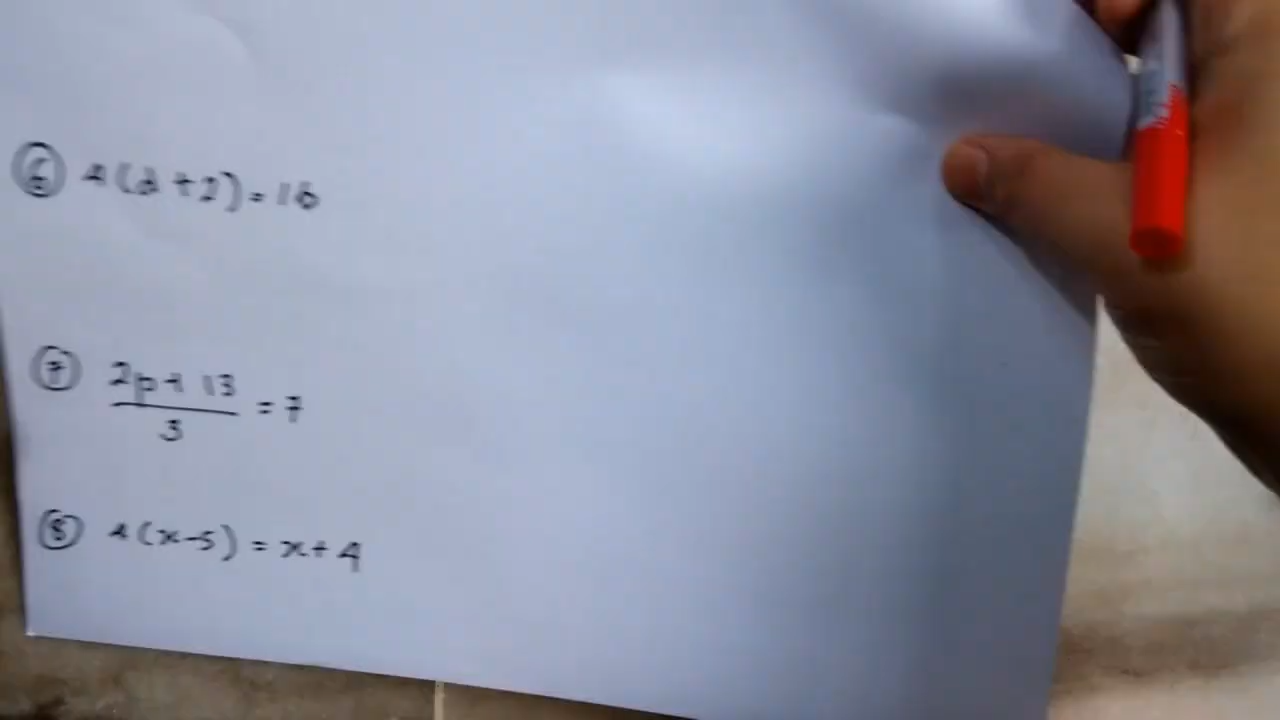 ⑥ 4(d+2)=16
⑦ 2p+13
3 =7
⑧ 4(x-5) = x+4